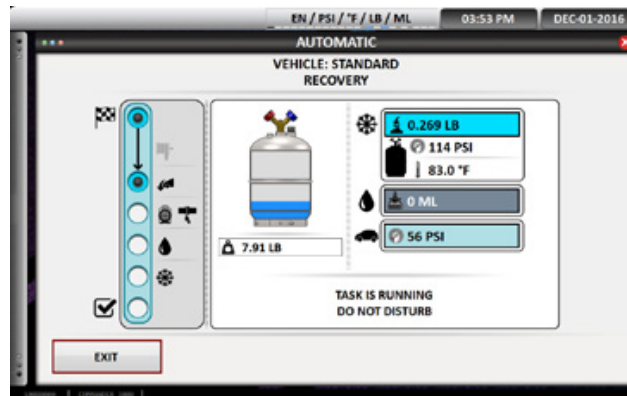 EN / PSI / °F / LB / ML
03:53 PM
DEC-01-2016
AUTOMATIC
VEHICLE: STANDARD
RECOVERY
0.269 LB
114 PSI
83.0 °F
0 ML
56 PSI
7.91 LB
TASK IS RUNNING
DO NOT DISTURB
EXIT